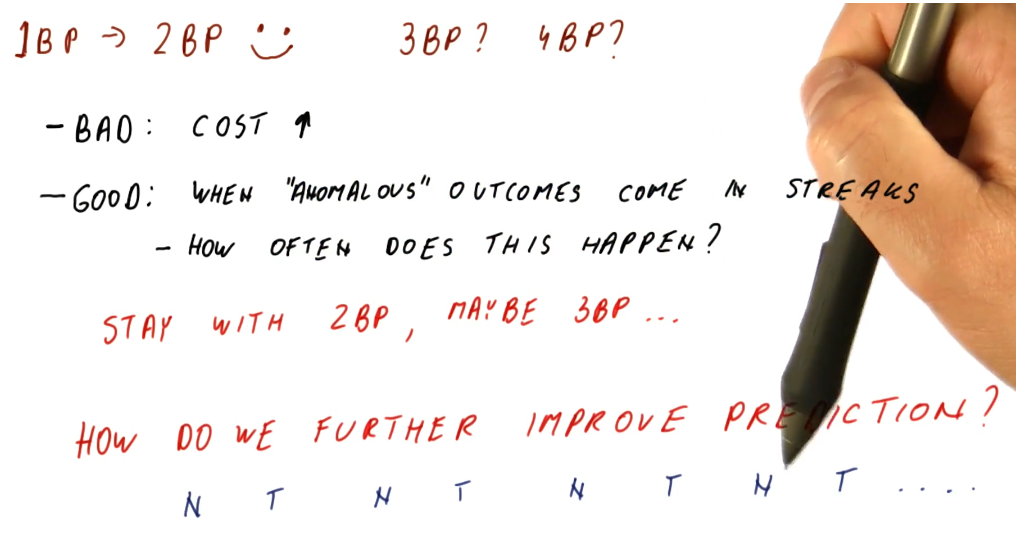 1BP → 2BP 3BP? 4BP?
- BAD: COST ↑
- GOOD: WHEN "ANOMALOUS" OUTCOMES COME IN STREAKS
- HOW OFTEN DOES THIS HAPPEN?
STAY WITH 2BP, MAYBE 3BP ...
HOW DO WE FURTHER IMPROVE PREDICTION?
N T N T N T N T ....